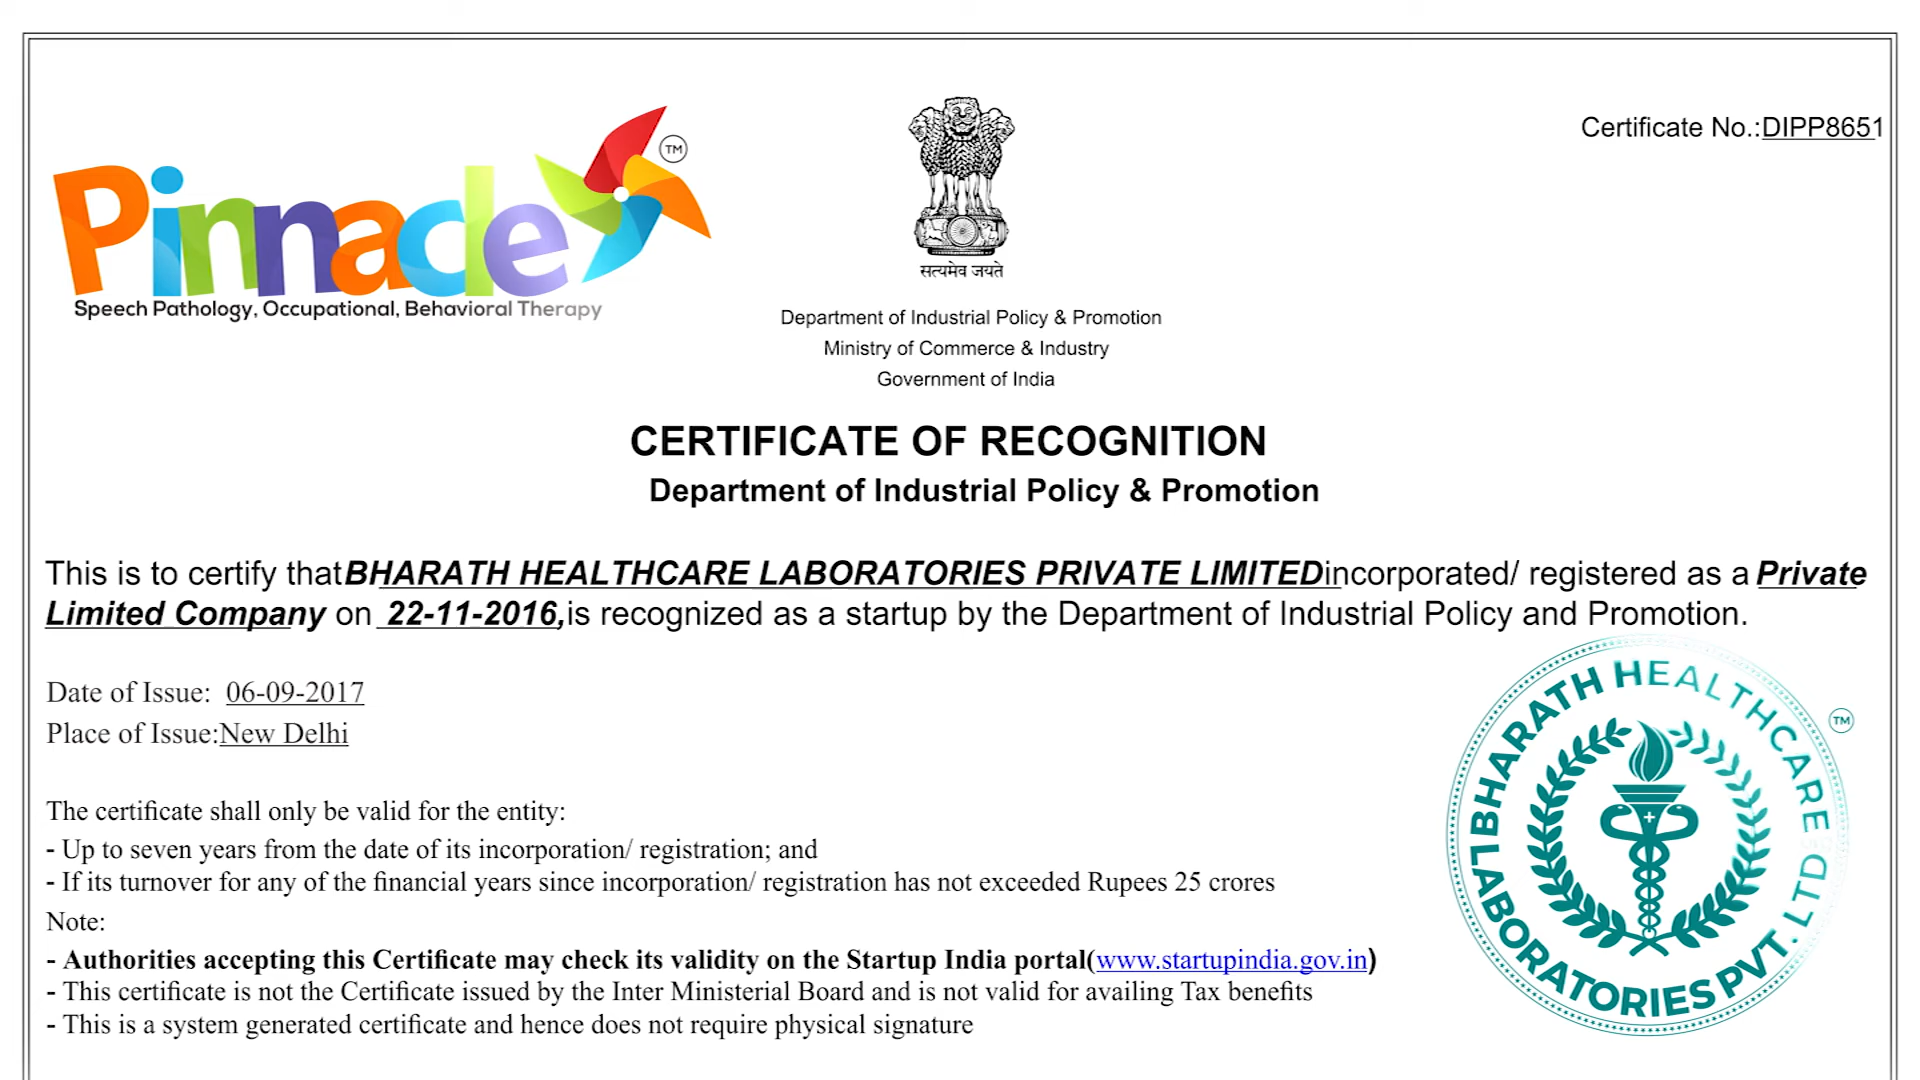 Pinnacle TM
Speech Pathology, Occupational, Behavioral Therapy
सत्यमेव जयते
Certificate No.:DIPP8651
Department of Industrial Policy & Promotion
Ministry of Commerce & Industry
Government of India
CERTIFICATE OF RECOGNITION
Department of Industrial Policy & Promotion
This is to certify thatBHARATH HEALTHCARE LABORATORIES PRIVATE LIMITEDincorporated/ registered as a Private
Limited Company on 22-11-2016,is recognized as a startup by the Department of Industrial Policy and Promotion.
Date of Issue: 06-09-2017
Place of Issue:New Delhi
The certificate shall only be valid for the entity:
- Up to seven years from the date of its incorporation/ registration; and
- If its turnover for any of the financial years since incorporation/ registration has not exceeded Rupees 25 crores
Note:
- Authorities accepting this Certificate may check its validity on the Startup India portal(www.startupindia.gov.in)
- This certificate is not the Certificate issued by the Inter Ministerial Board and is not valid for availing Tax benefits
- This is a system generated certificate and hence does not require physical signature
BHARATH HEALTHCARE
LABORATORIES PVT. LTD
TM